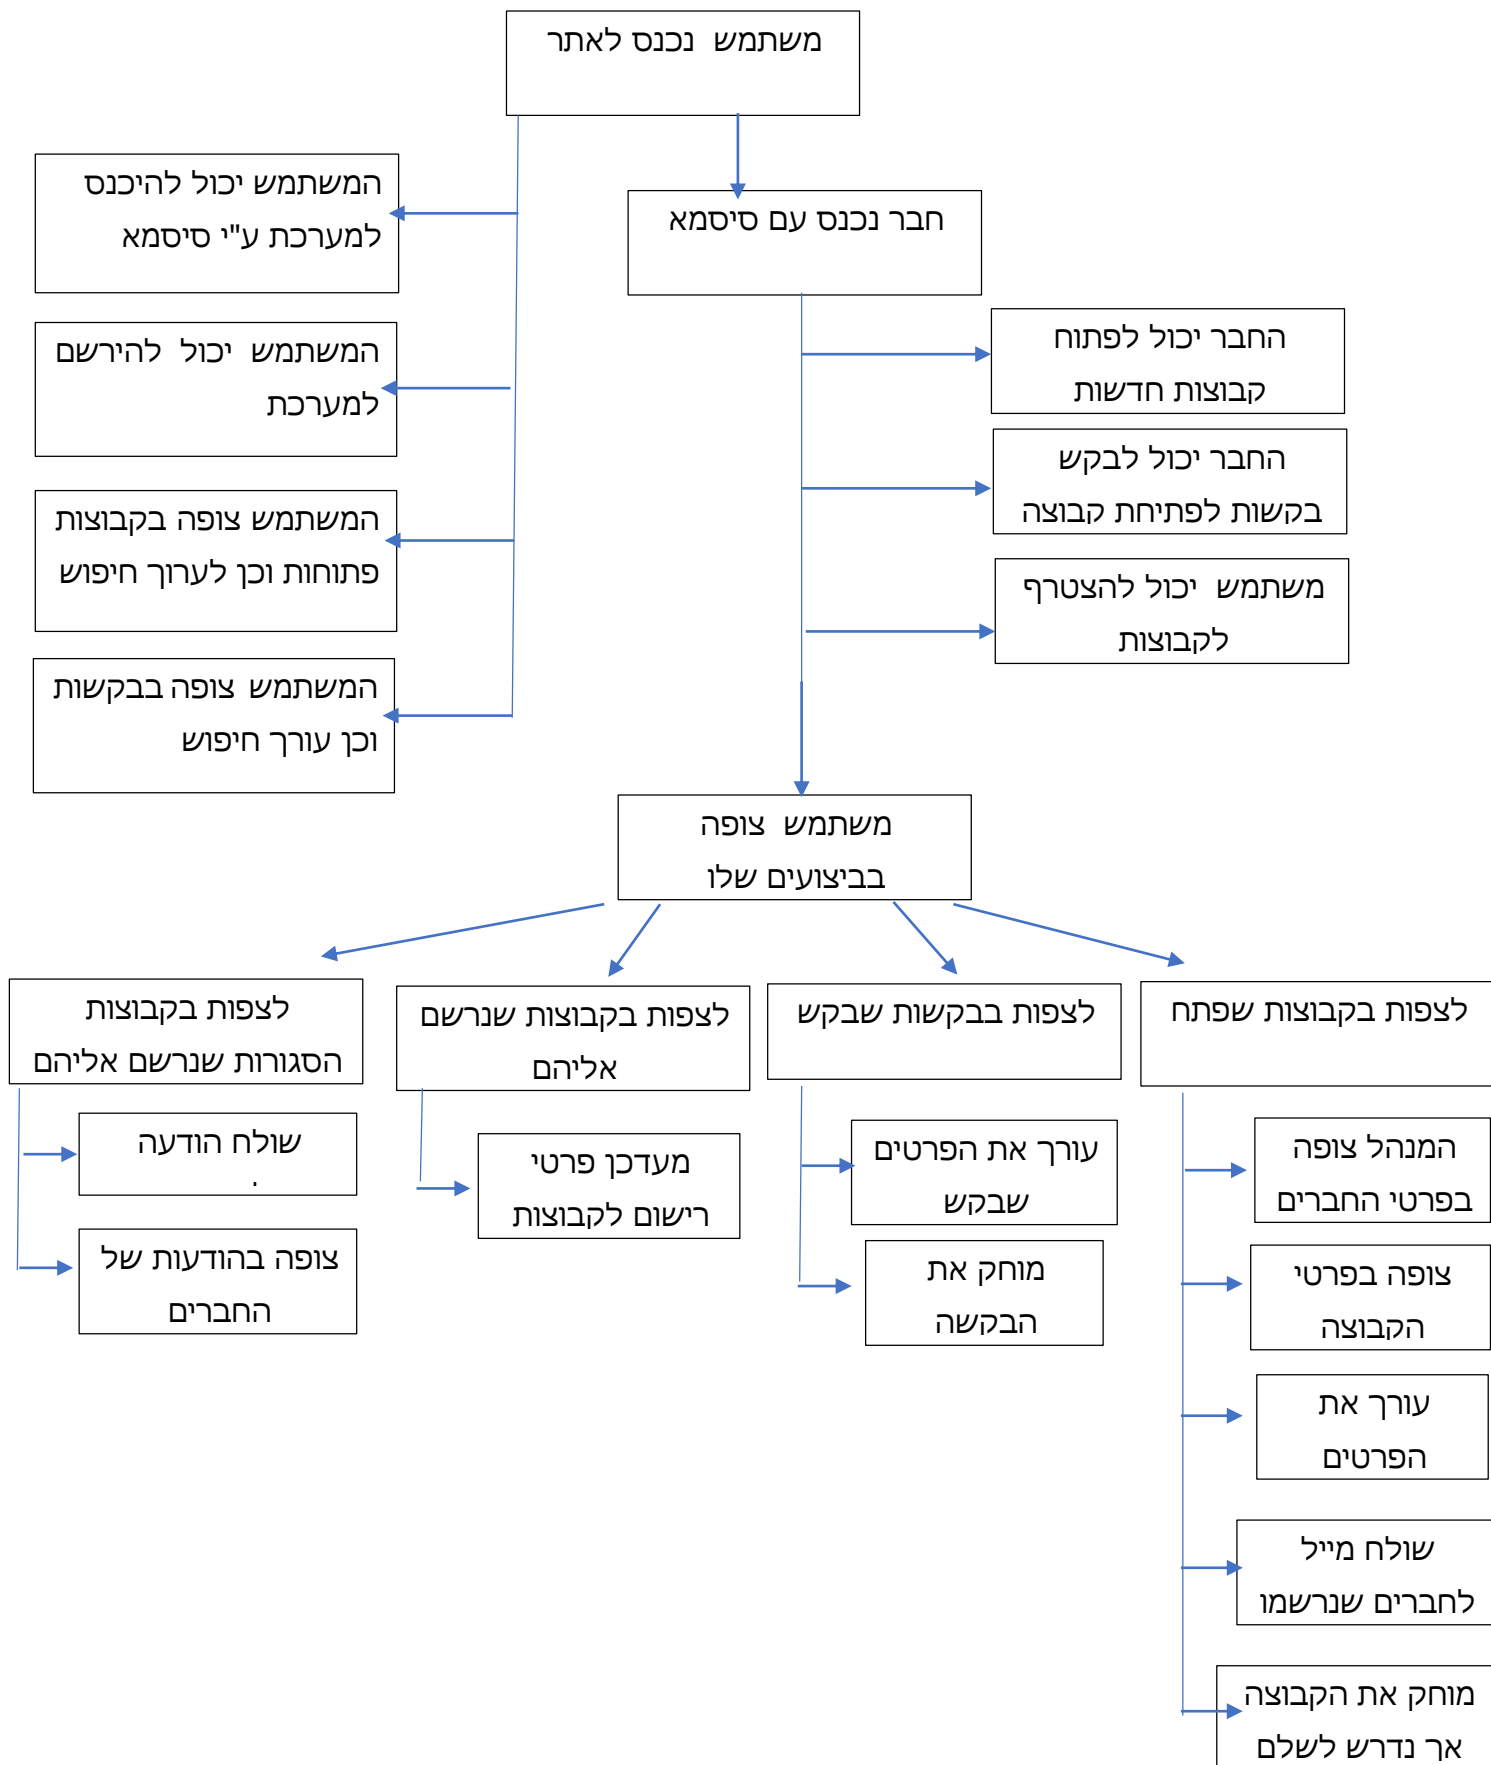 משתמש נכנס לאתר
חבר נכנס עם סיסמא
המשתמש יכול להיכנס
למערכת ע"י סיסמא
המשתמש יכול להירשם
למערכת
המשתמש צופה בקבוצות
פתוחות וכן לערוך חיפוש
המשתמש צופה בבקשות
וכן עורך חיפוש
החבר יכול לפתוח
קבוצות חדשות
החבר יכול לבקש
בקשות לפתיחת קבוצה
משתמש יכול להצטרף
לקבוצות
משתמש צופה
בביצועים שלו
לצפות בקבוצות שפתח
המנהל צופה
בפרטי החברים
צופה בפרטי
הקבוצה
עורך את
הפרטים
שולח מייל
לחברים שנרשמו
מוחק את הקבוצה
אך נדרש לשלם
לצפות בבקשות שבקש
עורך את הפרטים
שבקש
מוחק את
הבקשה
לצפות בקבוצות שנרשם
אליהם
מעדכן פרטי
רישום לקבוצות
לצפות בקבוצות
הסגורות שנרשם אליהם
שולח הודעה
.
צופה בהודעות של
החברים